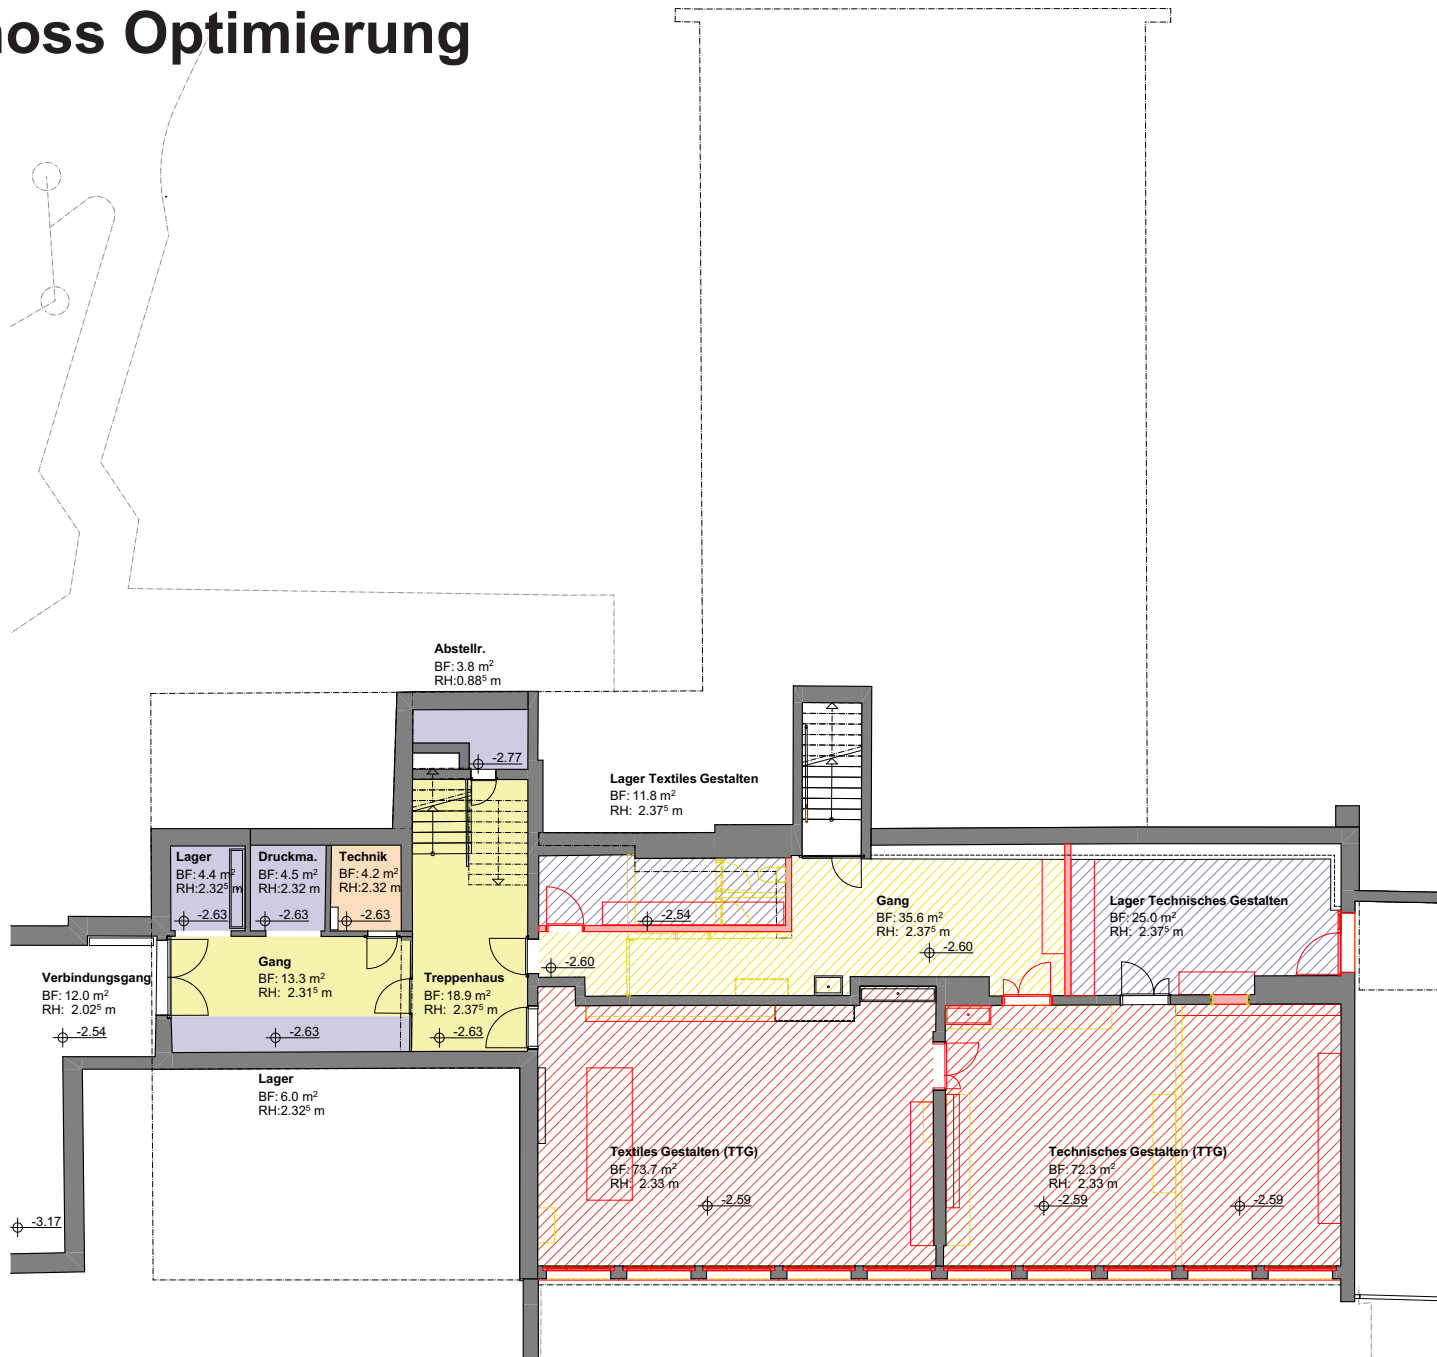 oss Optimierung
Abstellr.
BF: 3.8 m²
RH:0.88⁵ m
-2.77
Lager Textiles Gestalten
BF: 11.8 m²
RH: 2.37⁵ m
Lager
BF: 4.4 m²
RH:2.32⁵ m
-2.63
Druckma.
BF: 4.5 m²
RH:2.32 m
-2.63
Technik
BF: 4.2 m²
RH:2.32 m
-2.63
-2.54
Gang
BF: 35.6 m²
RH: 2.37⁵ m
-2.60
Lager Technisches Gestalten
BF: 25.0 m²
RH: 2.37⁵ m
Verbindungsgang
BF: 12.0 m²
RH: 2.02⁵ m
-2.54
Gang
BF: 13.3 m²
RH: 2.31⁵ m
-2.63
Treppenhaus
BF: 18.9 m²
RH: 2.37⁵ m
-2.63
-2.60
Lager
BF: 6.0 m²
RH:2.32⁵ m
Textiles Gestalten (TTG)
BF: 73.7 m²
RH: 2.33 m
-2.59
Technisches Gestalten (TTG)
BF: 72.3 m²
RH: 2.33 m
-2.59
-2.59
-3.17